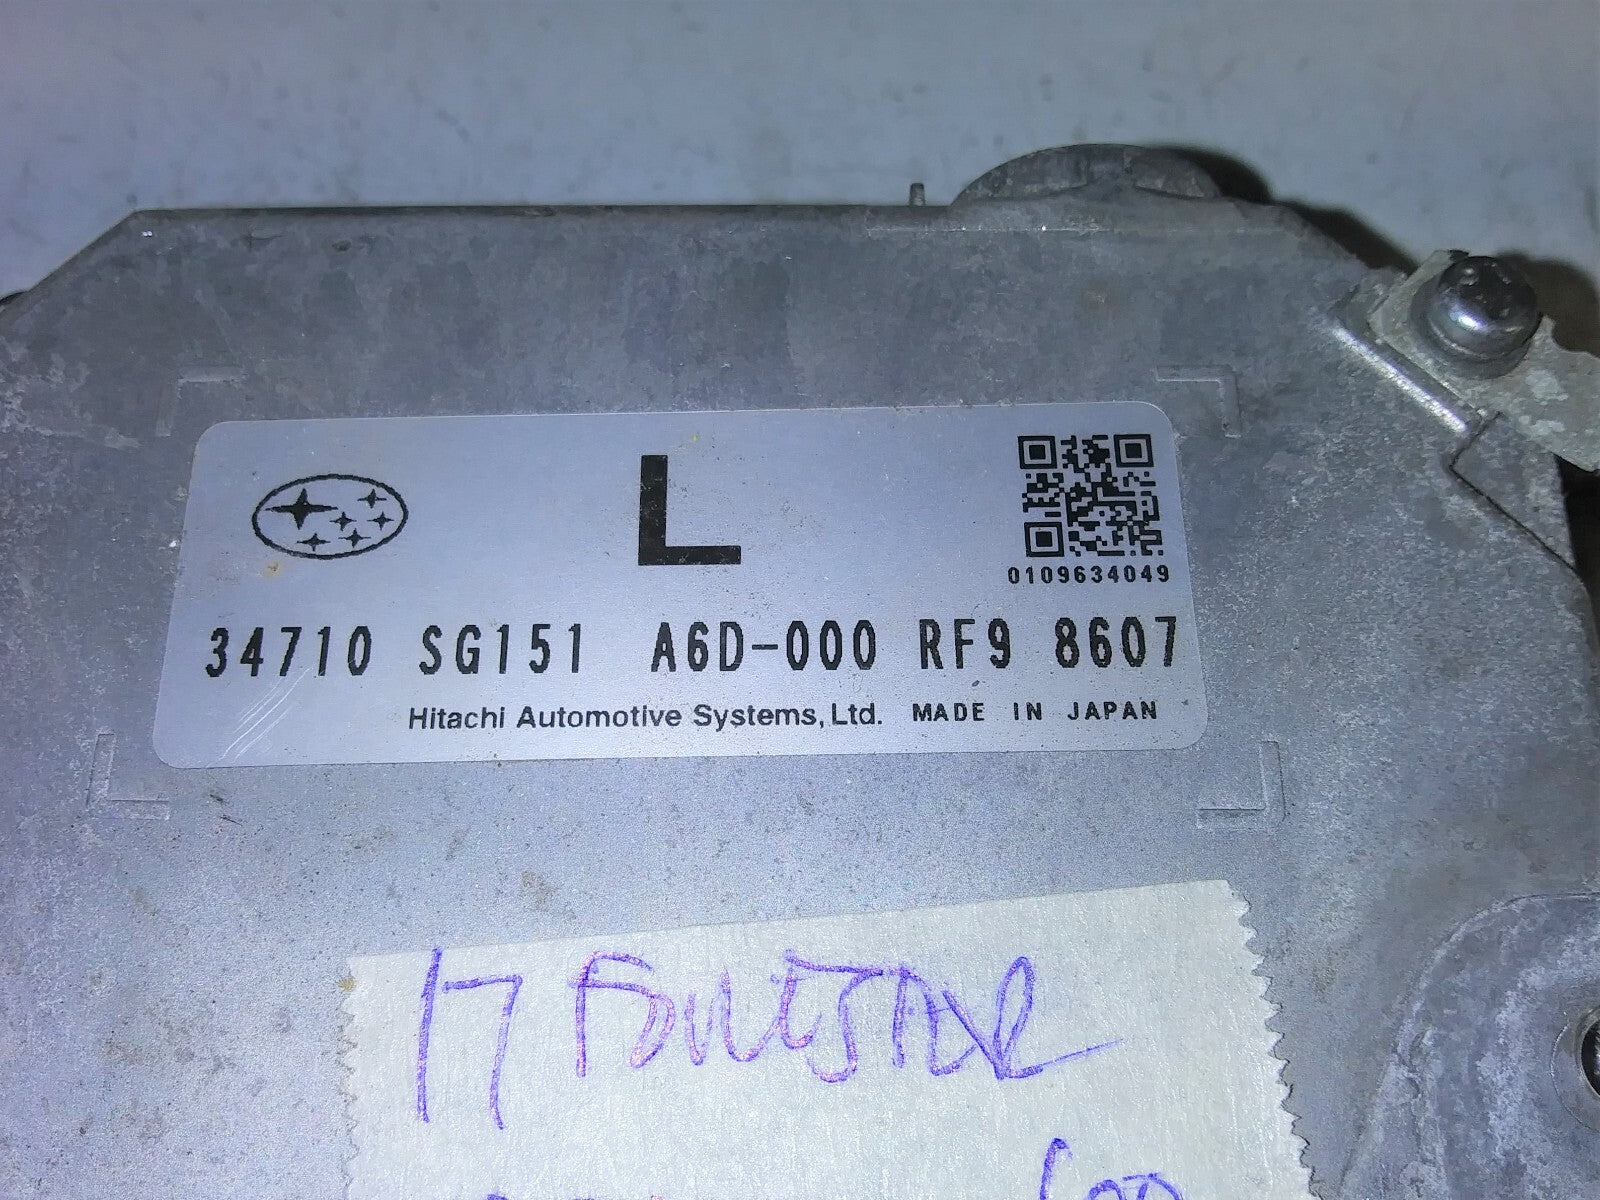 L
0109634049
34710 SG151 A6D-000 RF9 8607
Hitachi Automotive Systems, Ltd. MADE IN JAPAN
17 FORESTER